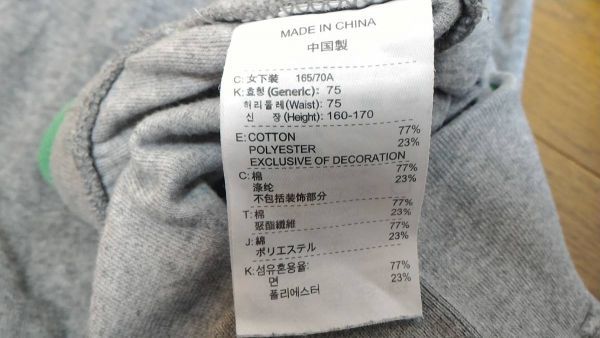 MADE IN CHINA
中国製
C: 女下装 165/70A
K: 효형(Generic): 75
허리둘레(Waist): 75
신 장(Height): 160-170
E: COTTON 77%
POLYESTER 23%
EXCLUSIVE OF DECORATION
C: 棉 77%
涤纶 23%
不包括装饰部分
T: 棉 77%
聚酯纖維 23%
J: 綿 77%
ポリエステル 23%
K: 섬유혼용율:
면 77%
폴리에스터 23%